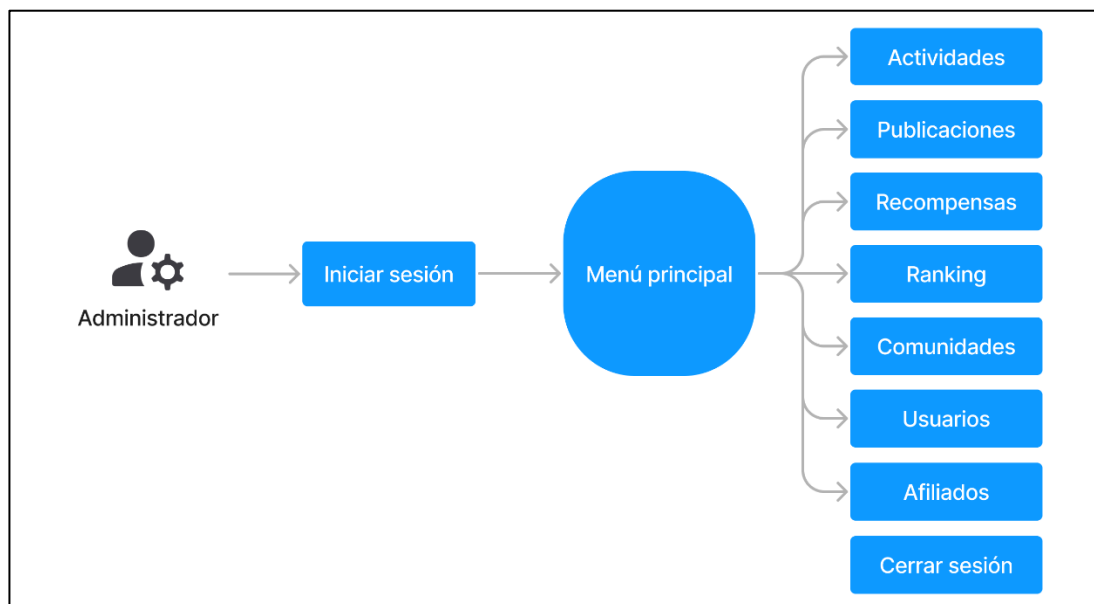 Administrador
Iniciar sesión
Menú principal
Actividades
Publicaciones
Recompensas
Ranking
Comunidades
Usuarios
Afiliados
Cerrar sesión